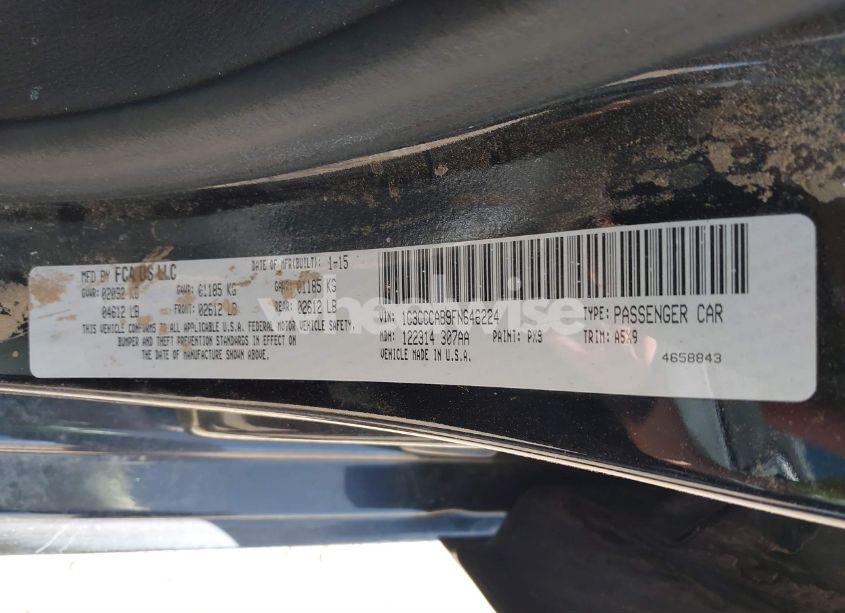 MFD BY FCA US LLC DATE OF MFR(BUILT): 1-15
GVWR: 02092 KG GAWR: 01185 KG GAWR: 01185 KG
04612 LB FRONT: 02612 LB REAR: 02612 LB
THIS VEHICLE CONFORMS TO ALL APPLICABLE U.S.A. FEDERAL MOTOR VEHICLE SAFETY,
BUMPER AND THEFT PREVENTION STANDARDS IN EFFECT ON
THE DATE OF MANUFACTURE SHOWN ABOVE.
VIN: 1C3CCCAB9FN646224 TYPE: PASSENGER CAR
MDH: 122314 307AA PAINT: PX9 TRIM: A5X9
VEHICLE MADE IN U.S.A. 4658843